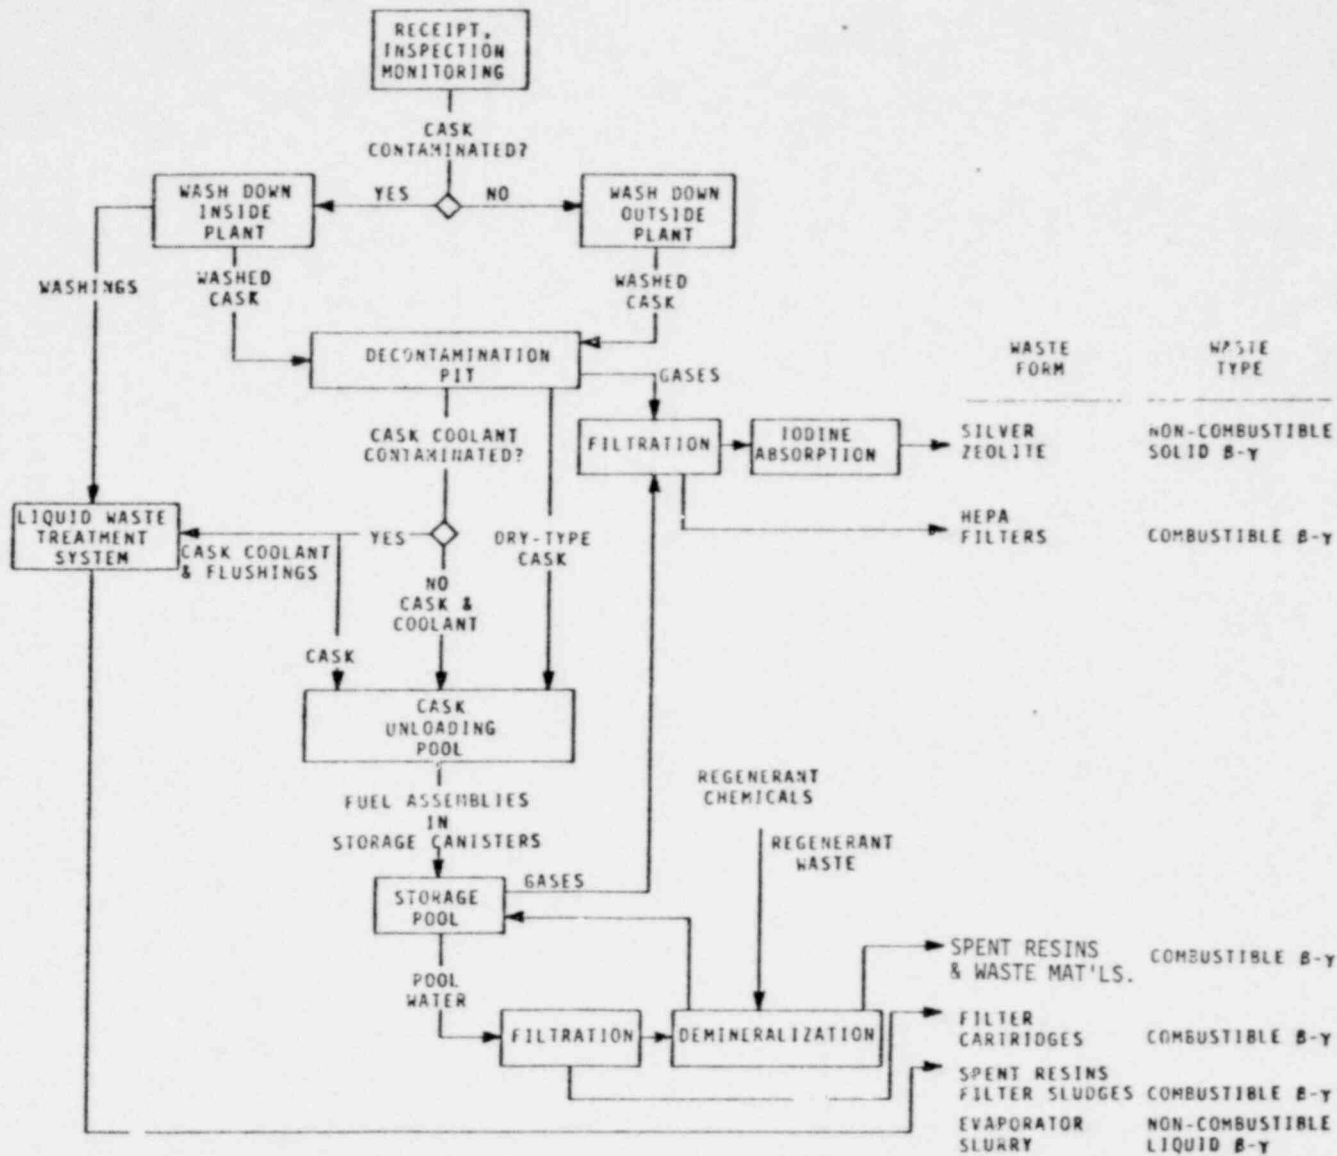 RECEIPT,
INSPECTION
MONITORING
CASK
CONTAMINATED?
YES
NO
WASH DOWN
INSIDE
PLANT
WASH DOWN
OUTSIDE
PLANT
WASHINGS
WASHED
CASK
WASHED
CASK
DECONTAMINATION
PIT
GASES
WASTE
FORM
WASTE
TYPE
CASK COOLANT
CONTAMINATED?
FILTRATION
IODINE
ABSORPTION
SILVER
ZEOLITE
NON-COMBUSTIBLE
SOLID β-γ
HEPA
FILTERS
COMBUSTIBLE β-γ
LIQUID WASTE
TREATMENT
SYSTEM
YES
CASK COOLANT
& FLUSHINGS
DRY-TYPE
CASK
NO
CASK &
COOLANT
CASK
CASK
UNLOADING
POOL
FUEL ASSEMBLIES
IN
STORAGE CANISTERS
REGENERANT
CHEMICALS
REGENERANT
WASTE
STORAGE
POOL
GASES
POOL
WATER
FILTRATION
DEMINERALIZATION
SPENT RESINS
& WASTE MAT'LS.
COMBUSTIBLE β-γ
FILTER
CARTRIDGES
COMBUSTIBLE β-γ
SPENT RESINS
FILTER SLUDGES
COMBUSTIBLE β-γ
EVAPORATOR
SLURRY
NON-COMBUSTIBLE
LIQUID β-γ